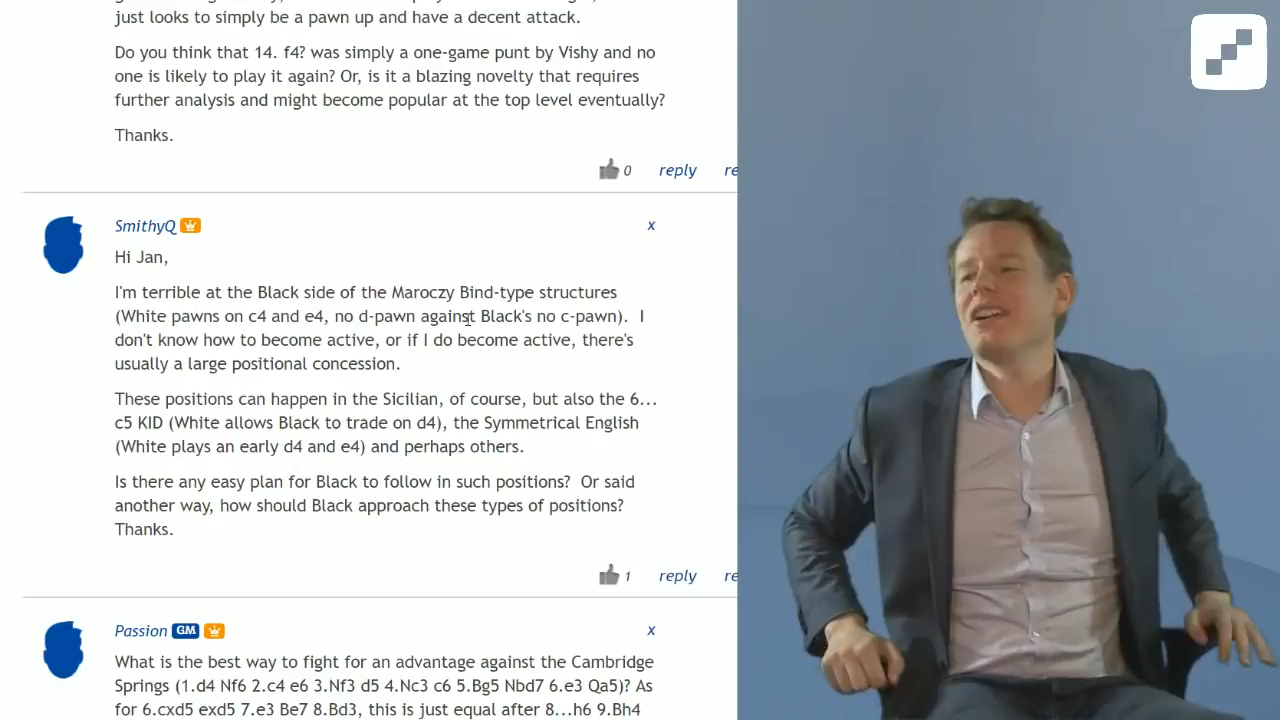 just looks to simply be a pawn up and have a decent attack.
Do you think that 14. f4? was simply a one-game punt by Vishy and no
one is likely to play it again? Or, is it a blazing novelty that requires
further analysis and might become popular at the top level eventually?
Thanks.
0 reply re
SmithyQ x
Hi Jan,
I'm terrible at the Black side of the Maroczy Bind-type structures
(White pawns on c4 and e4, no d-pawn against Black's no c-pawn). I
don't know how to become active, or if I do become active, there's
usually a large positional concession.
These positions can happen in the Sicilian, of course, but also the 6...
c5 KID (White allows Black to trade on d4), the Symmetrical English
(White plays an early d4 and e4) and perhaps others.
Is there any easy plan for Black to follow in such positions? Or said
another way, how should Black approach these types of positions?
Thanks.
1 reply re
Passion GM x
What is the best way to fight for an advantage against the Cambridge
Springs (1.d4 Nf6 2.c4 e6 3.Nf3 d5 4.Nc3 c6 5.Bg5 Nbd7 6.e3 Qa5)? As
for 6.cxd5 exd5 7.e3 Be7 8.Bd3, this is just equal after 8...h6 9.Bh4